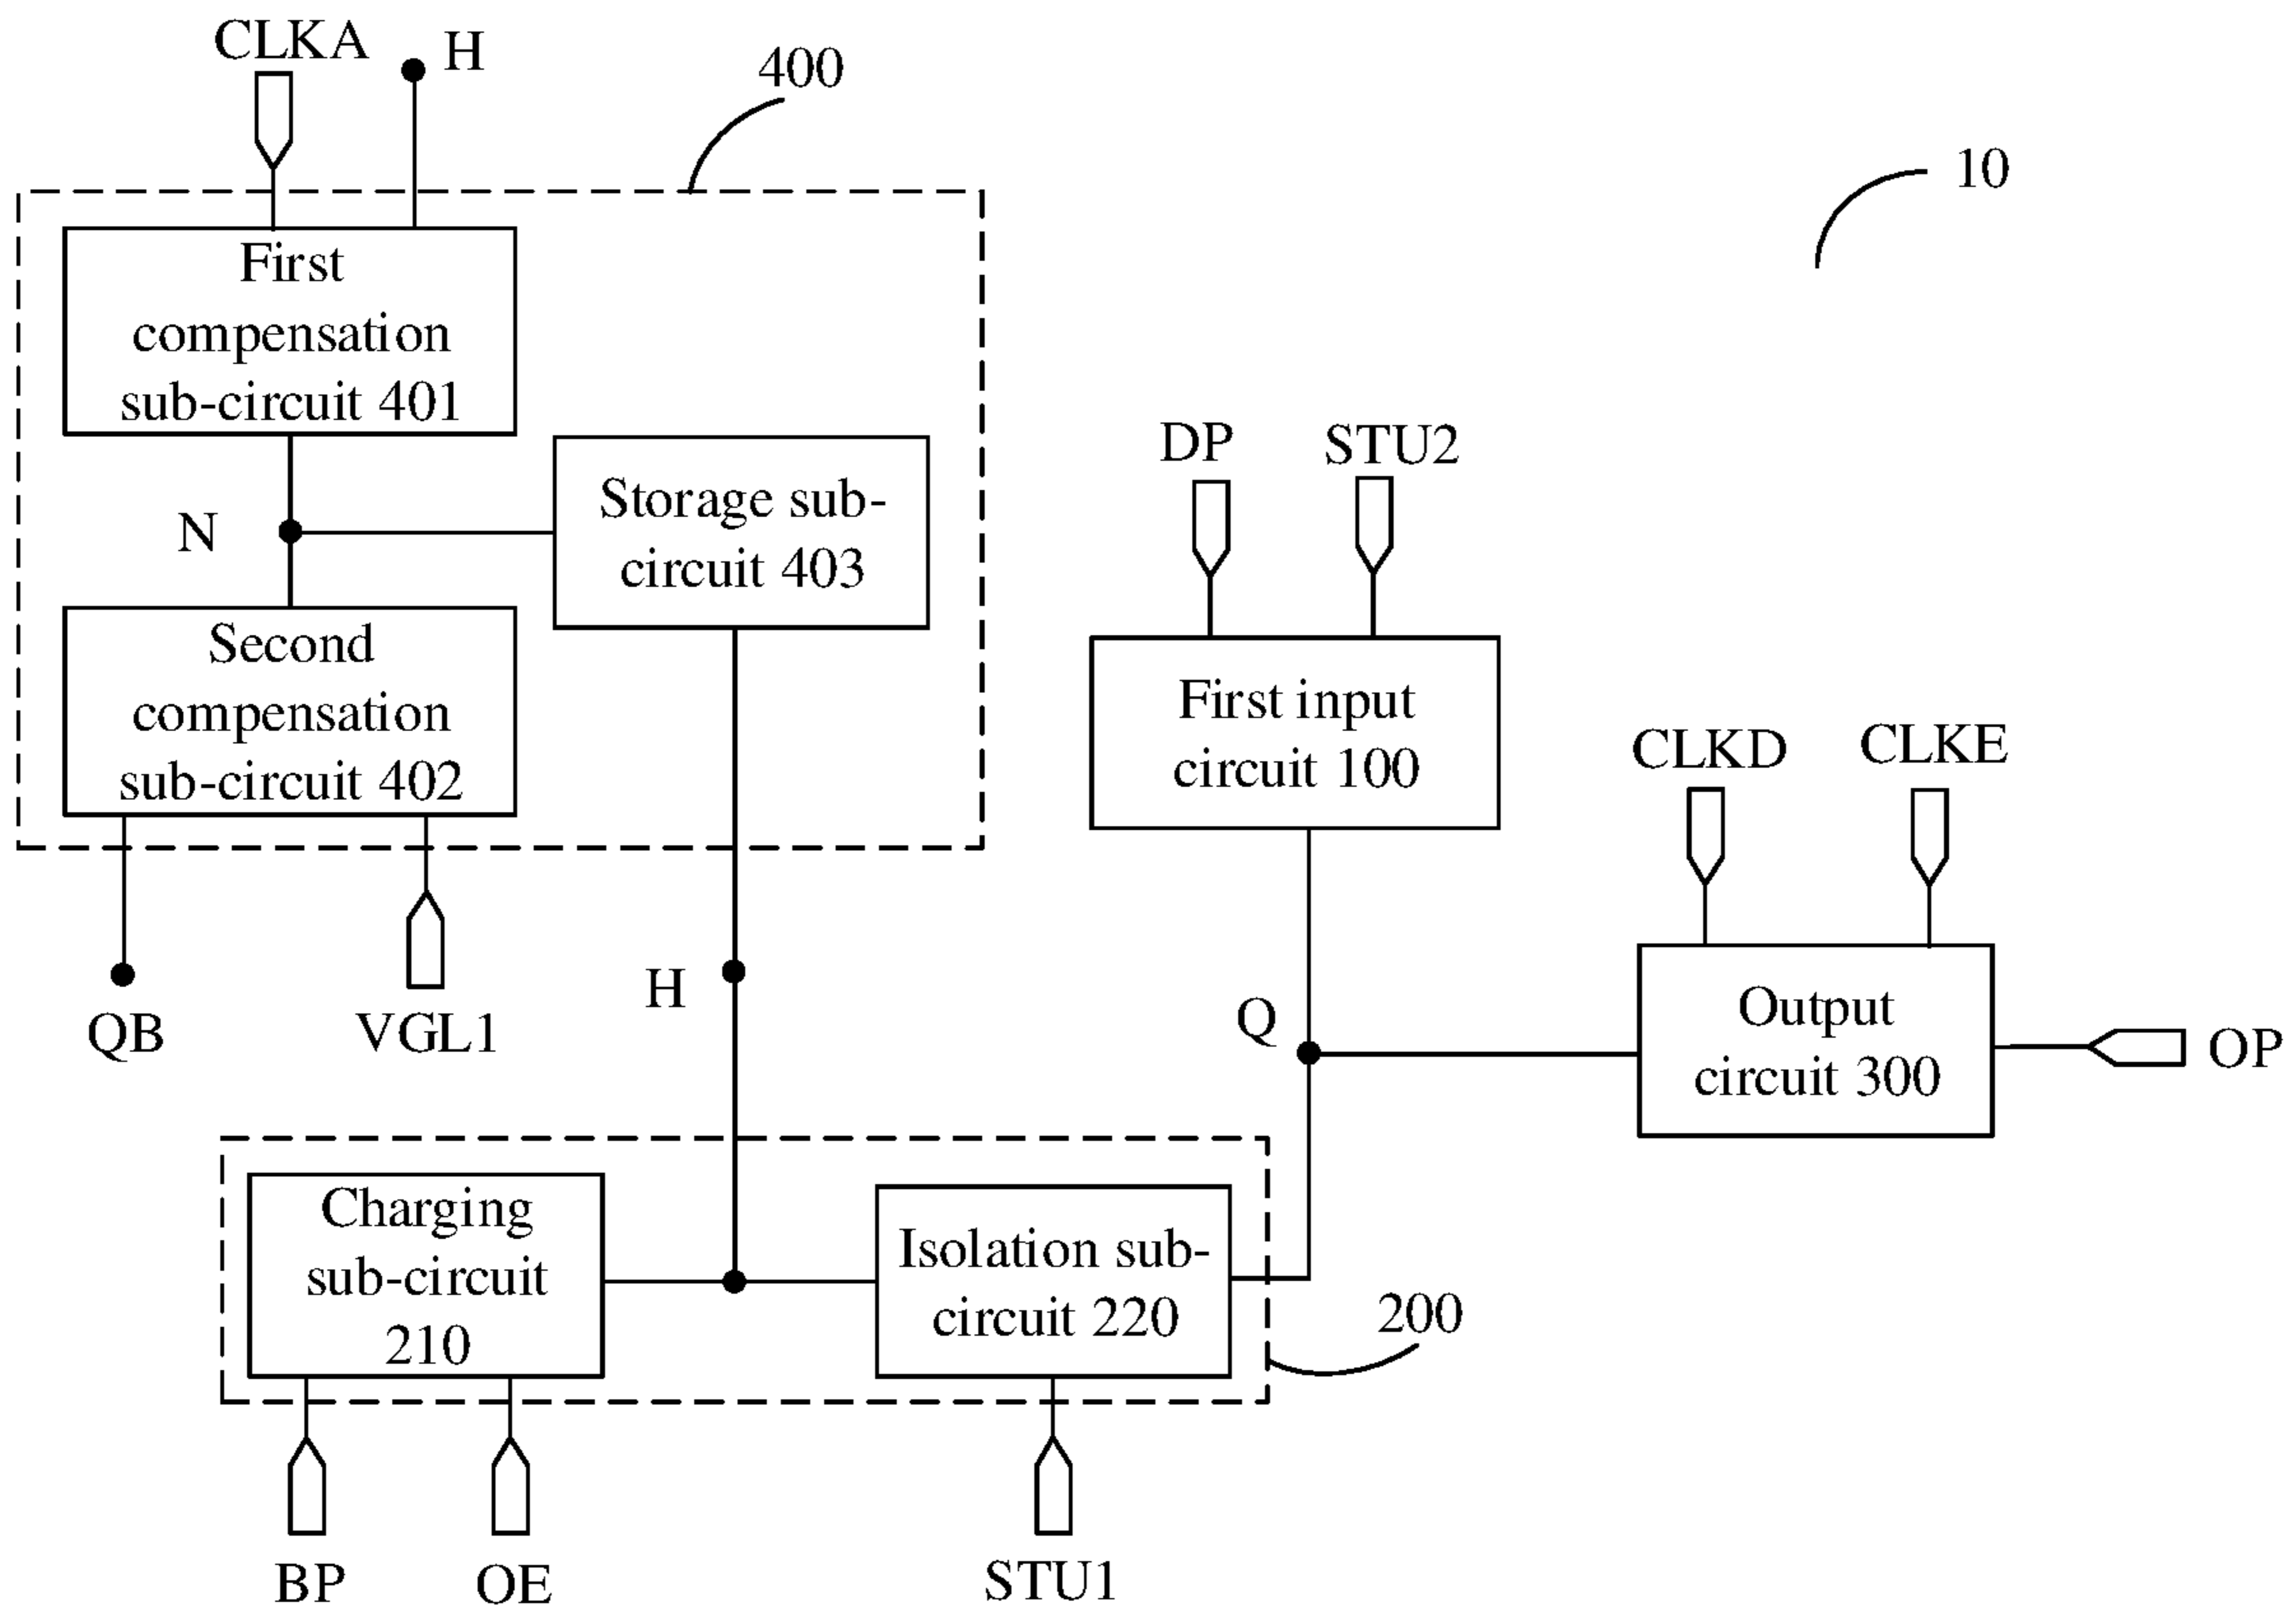 CLKA
H
400
10
First
compensation
sub-circuit 401
Storage sub-
circuit 403
N
Second
compensation
sub-circuit 402
DP
STU2
First input
circuit 100
CLKD
CLKE
QB
VGL1
H
Q
Output
circuit 300
OP
Charging
sub-circuit
210
Isolation sub-
circuit 220
200
BP
OE
STU1